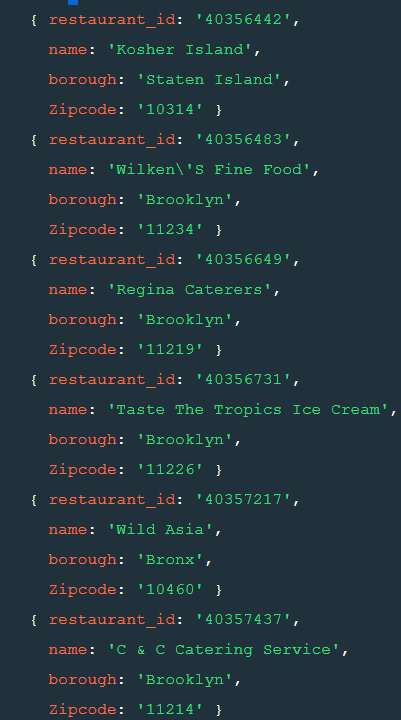 { restaurant_id: '40356442',
name: 'Kosher Island',
borough: 'Staten Island',
Zipcode: '10314' }
{ restaurant_id: '40356483',
name: 'Wilken\'S Fine Food',
borough: 'Brooklyn',
Zipcode: '11234' }
{ restaurant_id: '40356649',
name: 'Regina Caterers',
borough: 'Brooklyn',
Zipcode: '11219' }
{ restaurant_id: '40356731',
name: 'Taste The Tropics Ice Cream',
borough: 'Brooklyn',
Zipcode: '11226' }
{ restaurant_id: '40357217',
name: 'Wild Asia',
borough: 'Bronx',
Zipcode: '10460' }
{ restaurant_id: '40357437',
name: 'C & C Catering Service',
borough: 'Brooklyn',
Zipcode: '11214' }